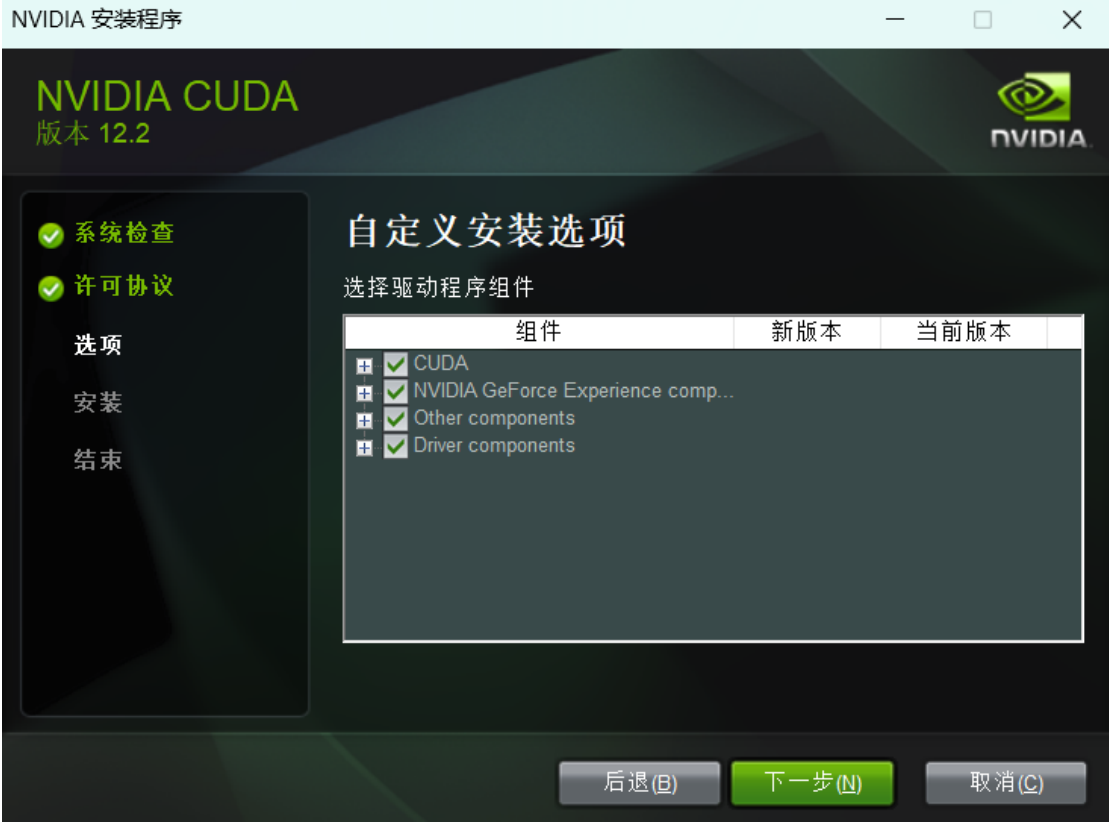 NVIDIA 安装程序
NVIDIA CUDA
版本 12.2
NVIDIA
系统检查
许可协议
选项
安装
结束
自定义安装选项
选择驱动程序组件
组件 新版本 当前版本
CUDA
NVIDIA GeForce Experience comp...
Other components
Driver components
后退(B) 下一步(N) 取消(C)